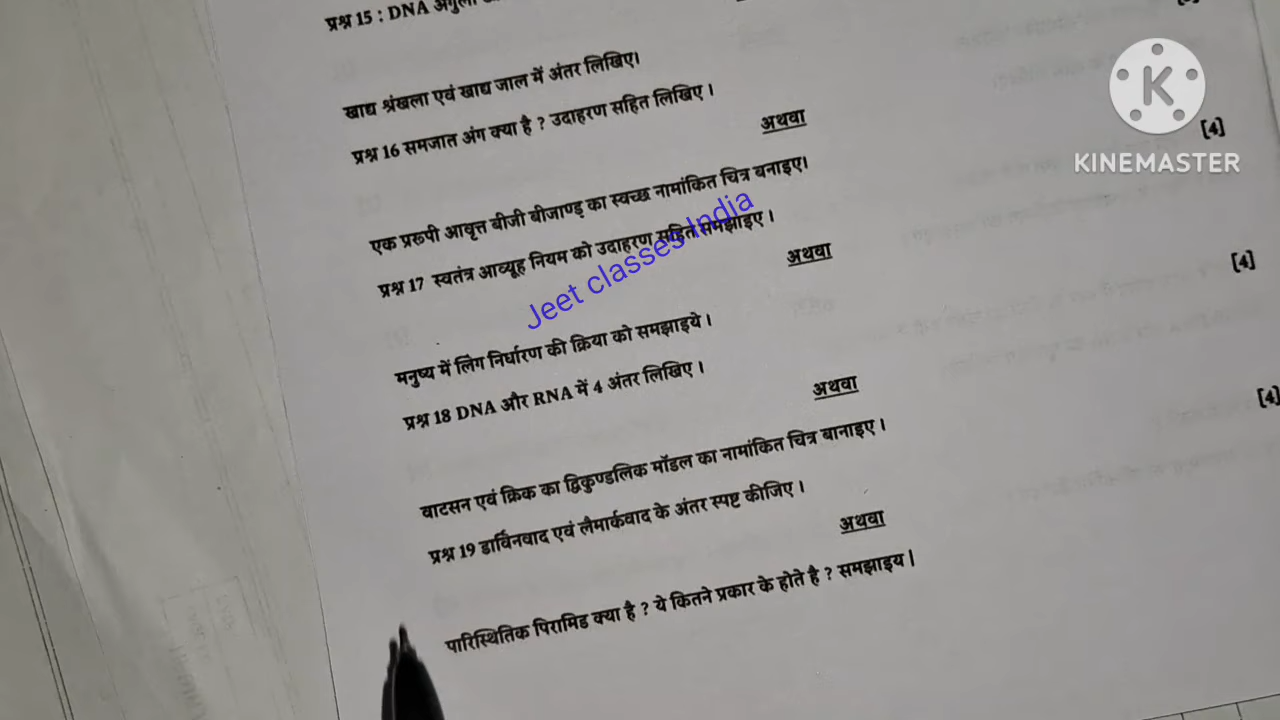 प्रश्न 15 : DNA
खाद्य श्रंखला एवं खाद्य जाल में अंतर लिखिए।
प्रश्न 16 समजात अंग क्या है ? उदाहरण सहित लिखिए ।
अथवा
[4]
एक प्ररूपी आवृत्त बीजी बीजाण्ड् का स्वच्छ नामांकित चित्र बनाइए।
प्रश्न 17 स्वतंत्र आव्यूह नियम को उदाहरण सहित समझाइए ।
अथवा
[4]
मनुष्य में लिंग निर्धारण की क्रिया को समझाइये ।
प्रश्न 18 DNA और RNA में 4 अंतर लिखिए ।
अथवा
[4]
वाटसन एवं क्रिक का द्विकुण्डलिक मॉडल का नामांकित चित्र बानाइए ।
प्रश्न 19 डार्विनवाद एवं लैमार्कवाद के अंतर स्पष्ट कीजिए ।
अथवा
पारिस्थितिक पिरामिड क्या है ? ये कितने प्रकार के होते है ? समझाइय |
Jeet classes India
K
KINEMASTER